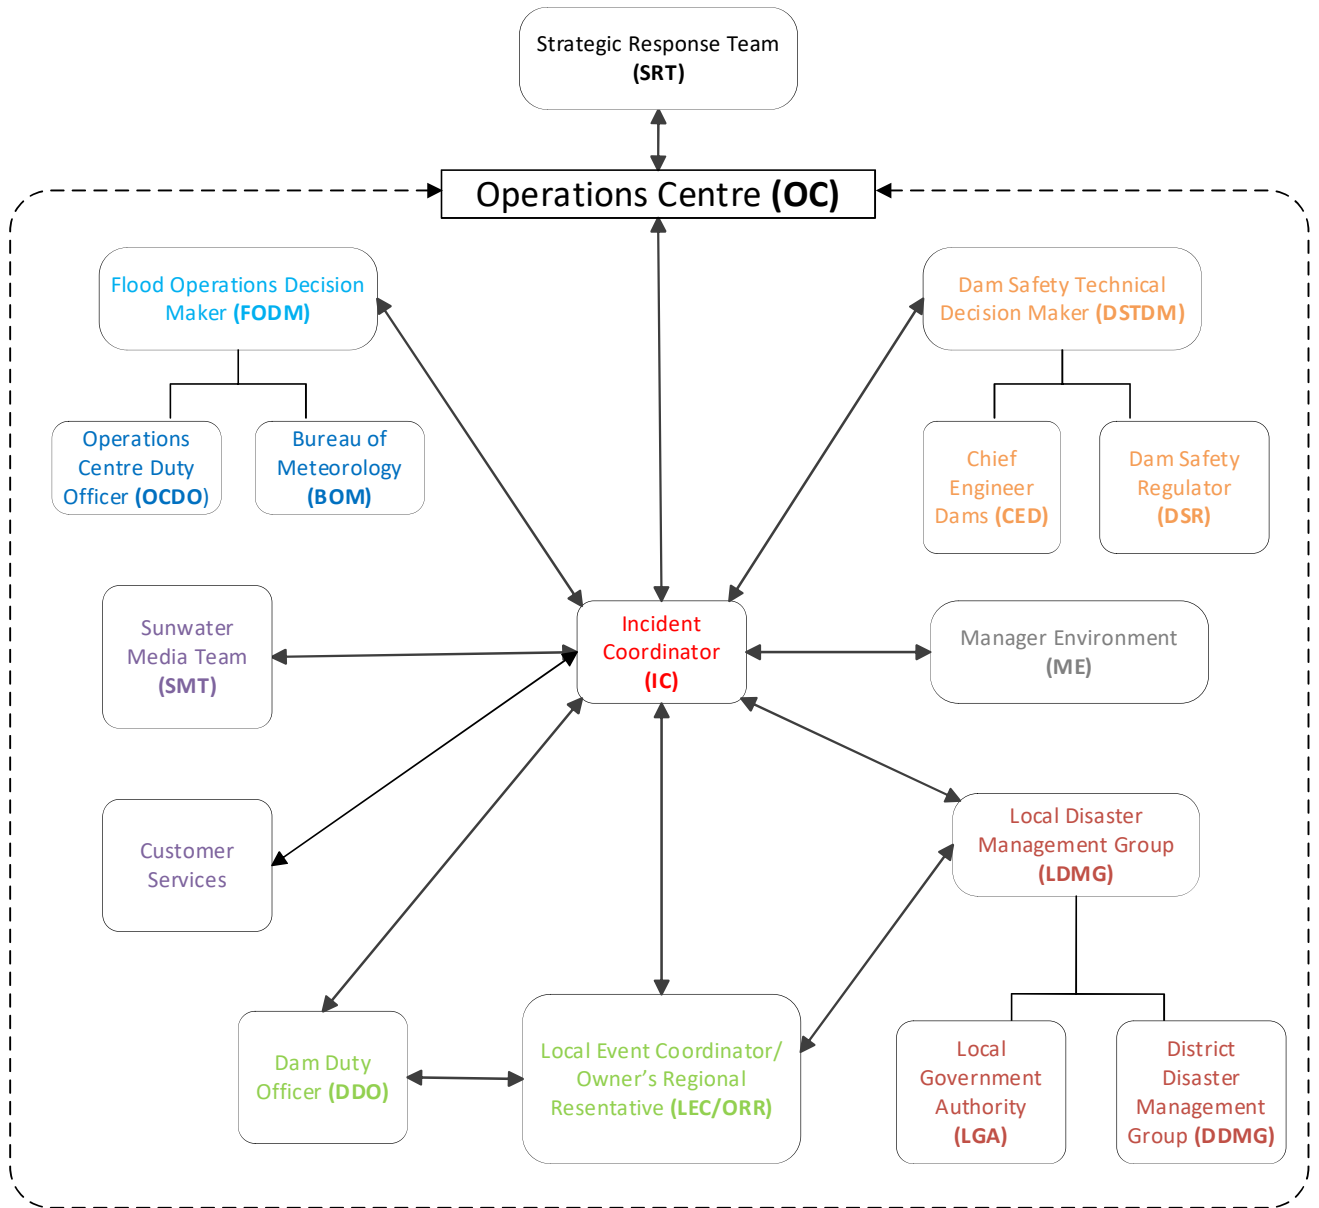 Strategic Response Team
(SRT)
Operations Centre (OC)
Flood Operations Decision
Maker (FODM)
Dam Safety Technical
Decision Maker (DSTDM)
Operations
Centre Duty
Officer (OCDO)
Bureau of
Meteorology
(BOM)
Chief
Engineer
Dams (CED)
Dam Safety
Regulator
(DSR)
Sunwater
Media Team
(SMT)
Incident
Coordinator
(IC)
Manager Environment
(ME)
Customer
Services
Local Disaster
Management Group
(LDMG)
Dam Duty
Officer (DDO)
Local Event Coordinator/
Owner’s Regional
Resentative (LEC/ORR)
Local
Government
Authority
(LGA)
District
Disaster
Management
Group (DDMG)